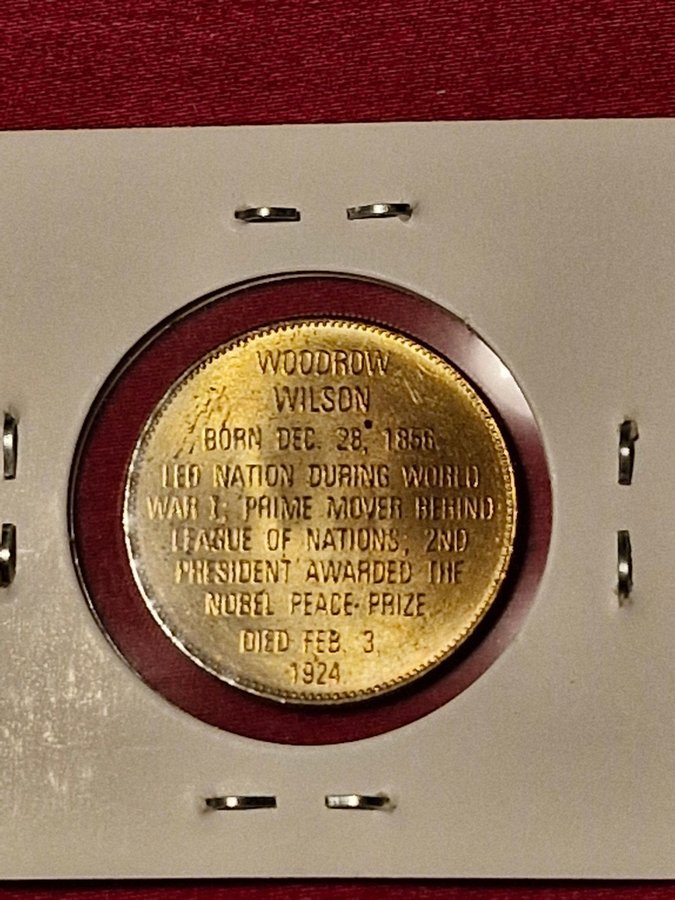 WOODROW
WILSON
BORN DEC. 28, 1856
LED NATION DURING WORLD
WAR I; PRIME MOVER BEHIND
LEAGUE OF NATIONS; 2ND
PRESIDENT AWARDED THE
NOBEL PEACE PRIZE
DIED FEB. 3,
1924